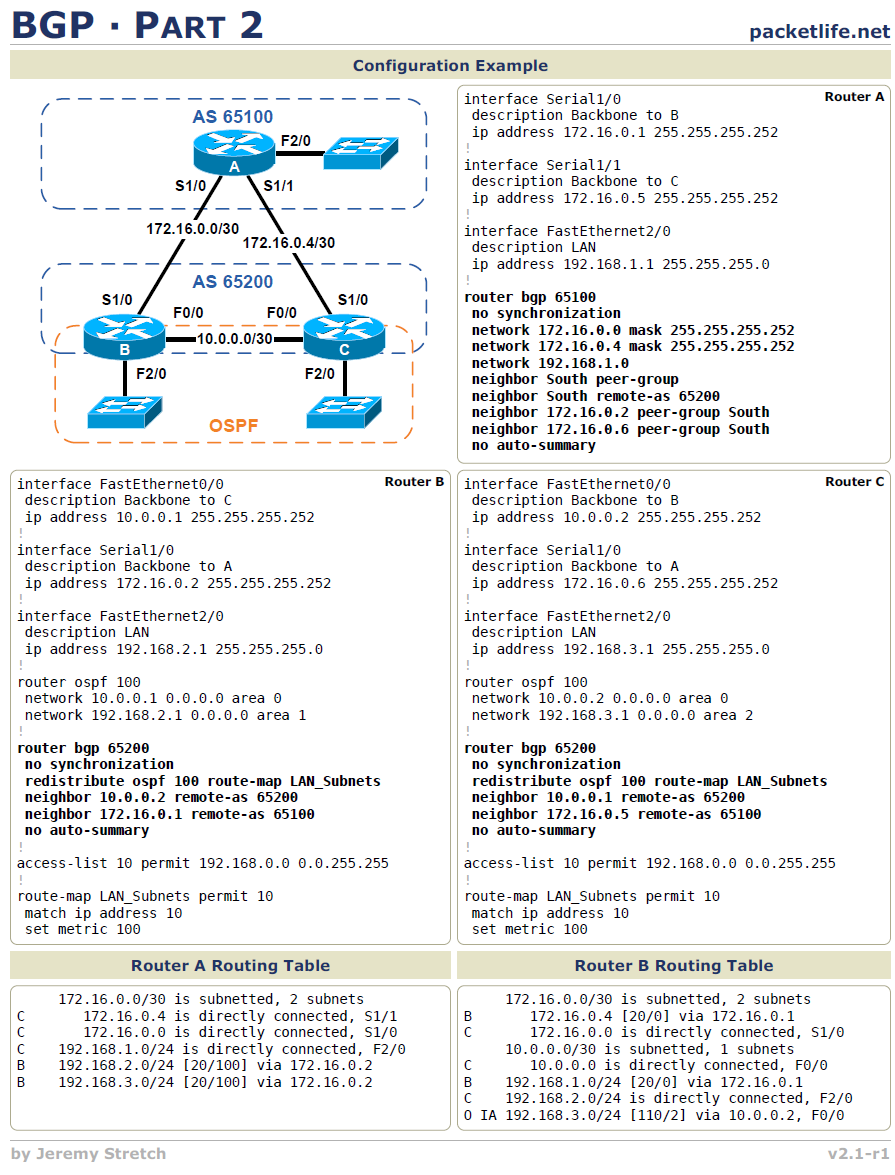 BGP · PART 2
packetlife.net
Configuration Example
AS 65100
F2/0
A
S1/0
S1/1
172.16.0.0/30
172.16.0.4/30
AS 65200
S1/0
S1/0
F0/0
F0/0
10.0.0.0/30
B
C
F2/0
F2/0
OSPF
Router A
interface Serial1/0
 description Backbone to B
 ip address 172.16.0.1 255.255.255.252
!
interface Serial1/1
 description Backbone to C
 ip address 172.16.0.5 255.255.255.252
!
interface FastEthernet2/0
 description LAN
 ip address 192.168.1.1 255.255.255.0
!
router bgp 65100
 no synchronization
 network 172.16.0.0 mask 255.255.255.252
 network 172.16.0.4 mask 255.255.255.252
 network 192.168.1.0
 neighbor South peer-group
 neighbor South remote-as 65200
 neighbor 172.16.0.2 peer-group South
 neighbor 172.16.0.6 peer-group South
 no auto-summary
Router B
interface FastEthernet0/0
 description Backbone to C
 ip address 10.0.0.1 255.255.255.252
!
interface Serial1/0
 description Backbone to A
 ip address 172.16.0.2 255.255.255.252
!
interface FastEthernet2/0
 description LAN
 ip address 192.168.2.1 255.255.255.0
!
router ospf 100
 network 10.0.0.1 0.0.0.0 area 0
 network 192.168.2.1 0.0.0.0 area 1
!
router bgp 65200
 no synchronization
 redistribute ospf 100 route-map LAN_Subnets
 neighbor 10.0.0.2 remote-as 65200
 neighbor 172.16.0.1 remote-as 65100
 no auto-summary
!
access-list 10 permit 192.168.0.0 0.0.255.255
!
route-map LAN_Subnets permit 10
 match ip address 10
 set metric 100
Router C
interface FastEthernet0/0
 description Backbone to B
 ip address 10.0.0.2 255.255.255.252
!
interface Serial1/0
 description Backbone to A
 ip address 172.16.0.6 255.255.255.252
!
interface FastEthernet2/0
 description LAN
 ip address 192.168.3.1 255.255.255.0
!
router ospf 100
 network 10.0.0.2 0.0.0.0 area 0
 network 192.168.3.1 0.0.0.0 area 2
!
router bgp 65200
 no synchronization
 redistribute ospf 100 route-map LAN_Subnets
 neighbor 10.0.0.1 remote-as 65200
 neighbor 172.16.0.5 remote-as 65100
 no auto-summary
!
access-list 10 permit 192.168.0.0 0.0.255.255
!
route-map LAN_Subnets permit 10
 match ip address 10
 set metric 100
Router A Routing Table
     172.16.0.0/30 is subnetted, 2 subnets
C       172.16.0.4 is directly connected, S1/1
C       172.16.0.0 is directly connected, S1/0
C    192.168.1.0/24 is directly connected, F2/0
B    192.168.2.0/24 [20/100] via 172.16.0.2
B    192.168.3.0/24 [20/100] via 172.16.0.2
Router B Routing Table
     172.16.0.0/30 is subnetted, 2 subnets
B       172.16.0.4 [20/0] via 172.16.0.1
C       172.16.0.0 is directly connected, S1/0
     10.0.0.0/30 is subnetted, 1 subnets
C       10.0.0.0 is directly connected, F0/0
B    192.168.1.0/24 [20/0] via 172.16.0.1
C    192.168.2.0/24 is directly connected, F2/0
O IA 192.168.3.0/24 [110/2] via 10.0.0.2, F0/0
by Jeremy Stretch
v2.1-r1